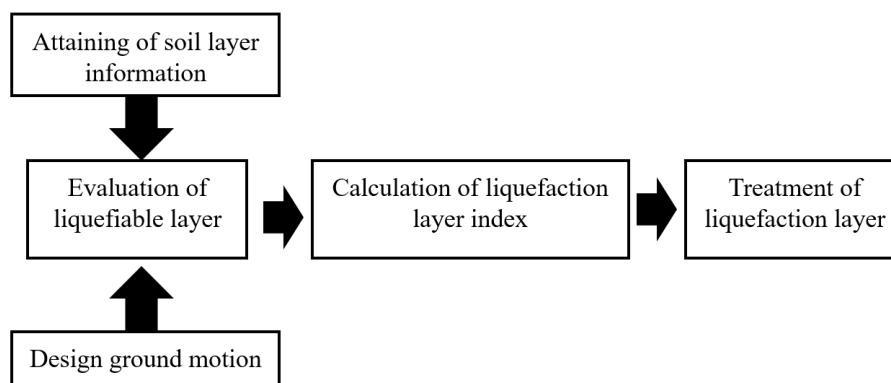 Attaining of soil layer
information
Evaluation of
liquefiable layer
Calculation of liquefaction
layer index
Treatment of
liquefaction layer
Design ground motion